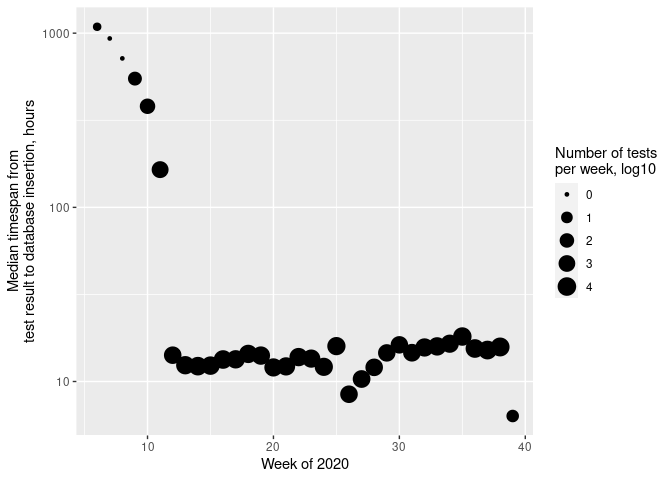 1000
100
10
Median timespan from
test result to database insertion, hours
10
20
30
40
Week of 2020
Number of tests
per week, log10
0
1
2
3
4